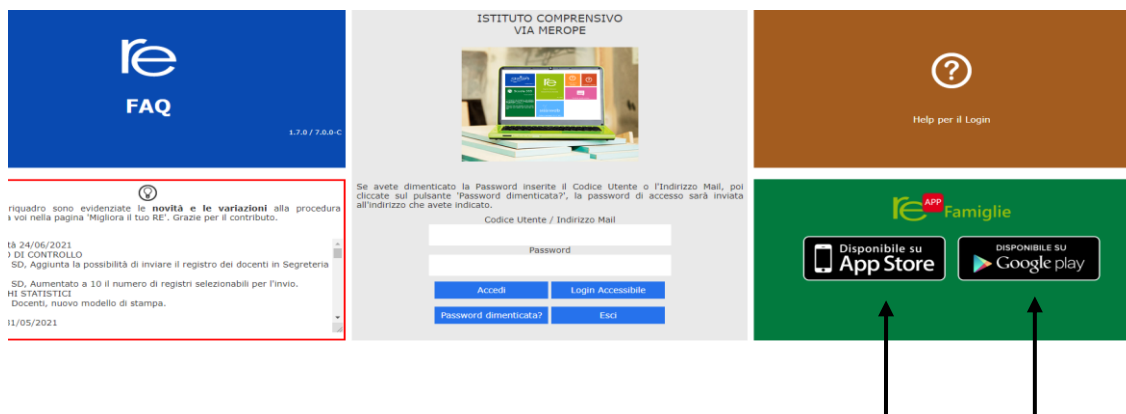 re
FAQ
1.7.0 / 7.0.0-C
riquadro sono evidenziate le novità e le variazioni alla procedura
a voi nella pagina 'Migliora il tuo RE'. Grazie per il contributo.
tà 24/06/2021
O DI CONTROLLO
SD, Aggiunta la possibilità di inviare il registro dei docenti in Segreteria
SD, Aumentato a 10 il numero di registri selezionabili per l'invio.
HI STATISTICI
Docenti, nuovo modello di stampa.
31/05/2021
ISTITUTO COMPRENSIVO
VIA MEROPE
Se avete dimenticato la Password inserite il Codice Utente o l'Indirizzo Mail, poi
cliccate sul pulsante 'Password dimenticata?', la password di accesso sarà inviata
all'indirizzo che avete indicato.
Codice Utente / Indirizzo Mail
Password
Accedi
Login Accessibile
Password dimenticata?
Esci
?
Help per il Login
re APP Famiglie
Disponibile su
App Store
DISPONIBILE SU
Google play